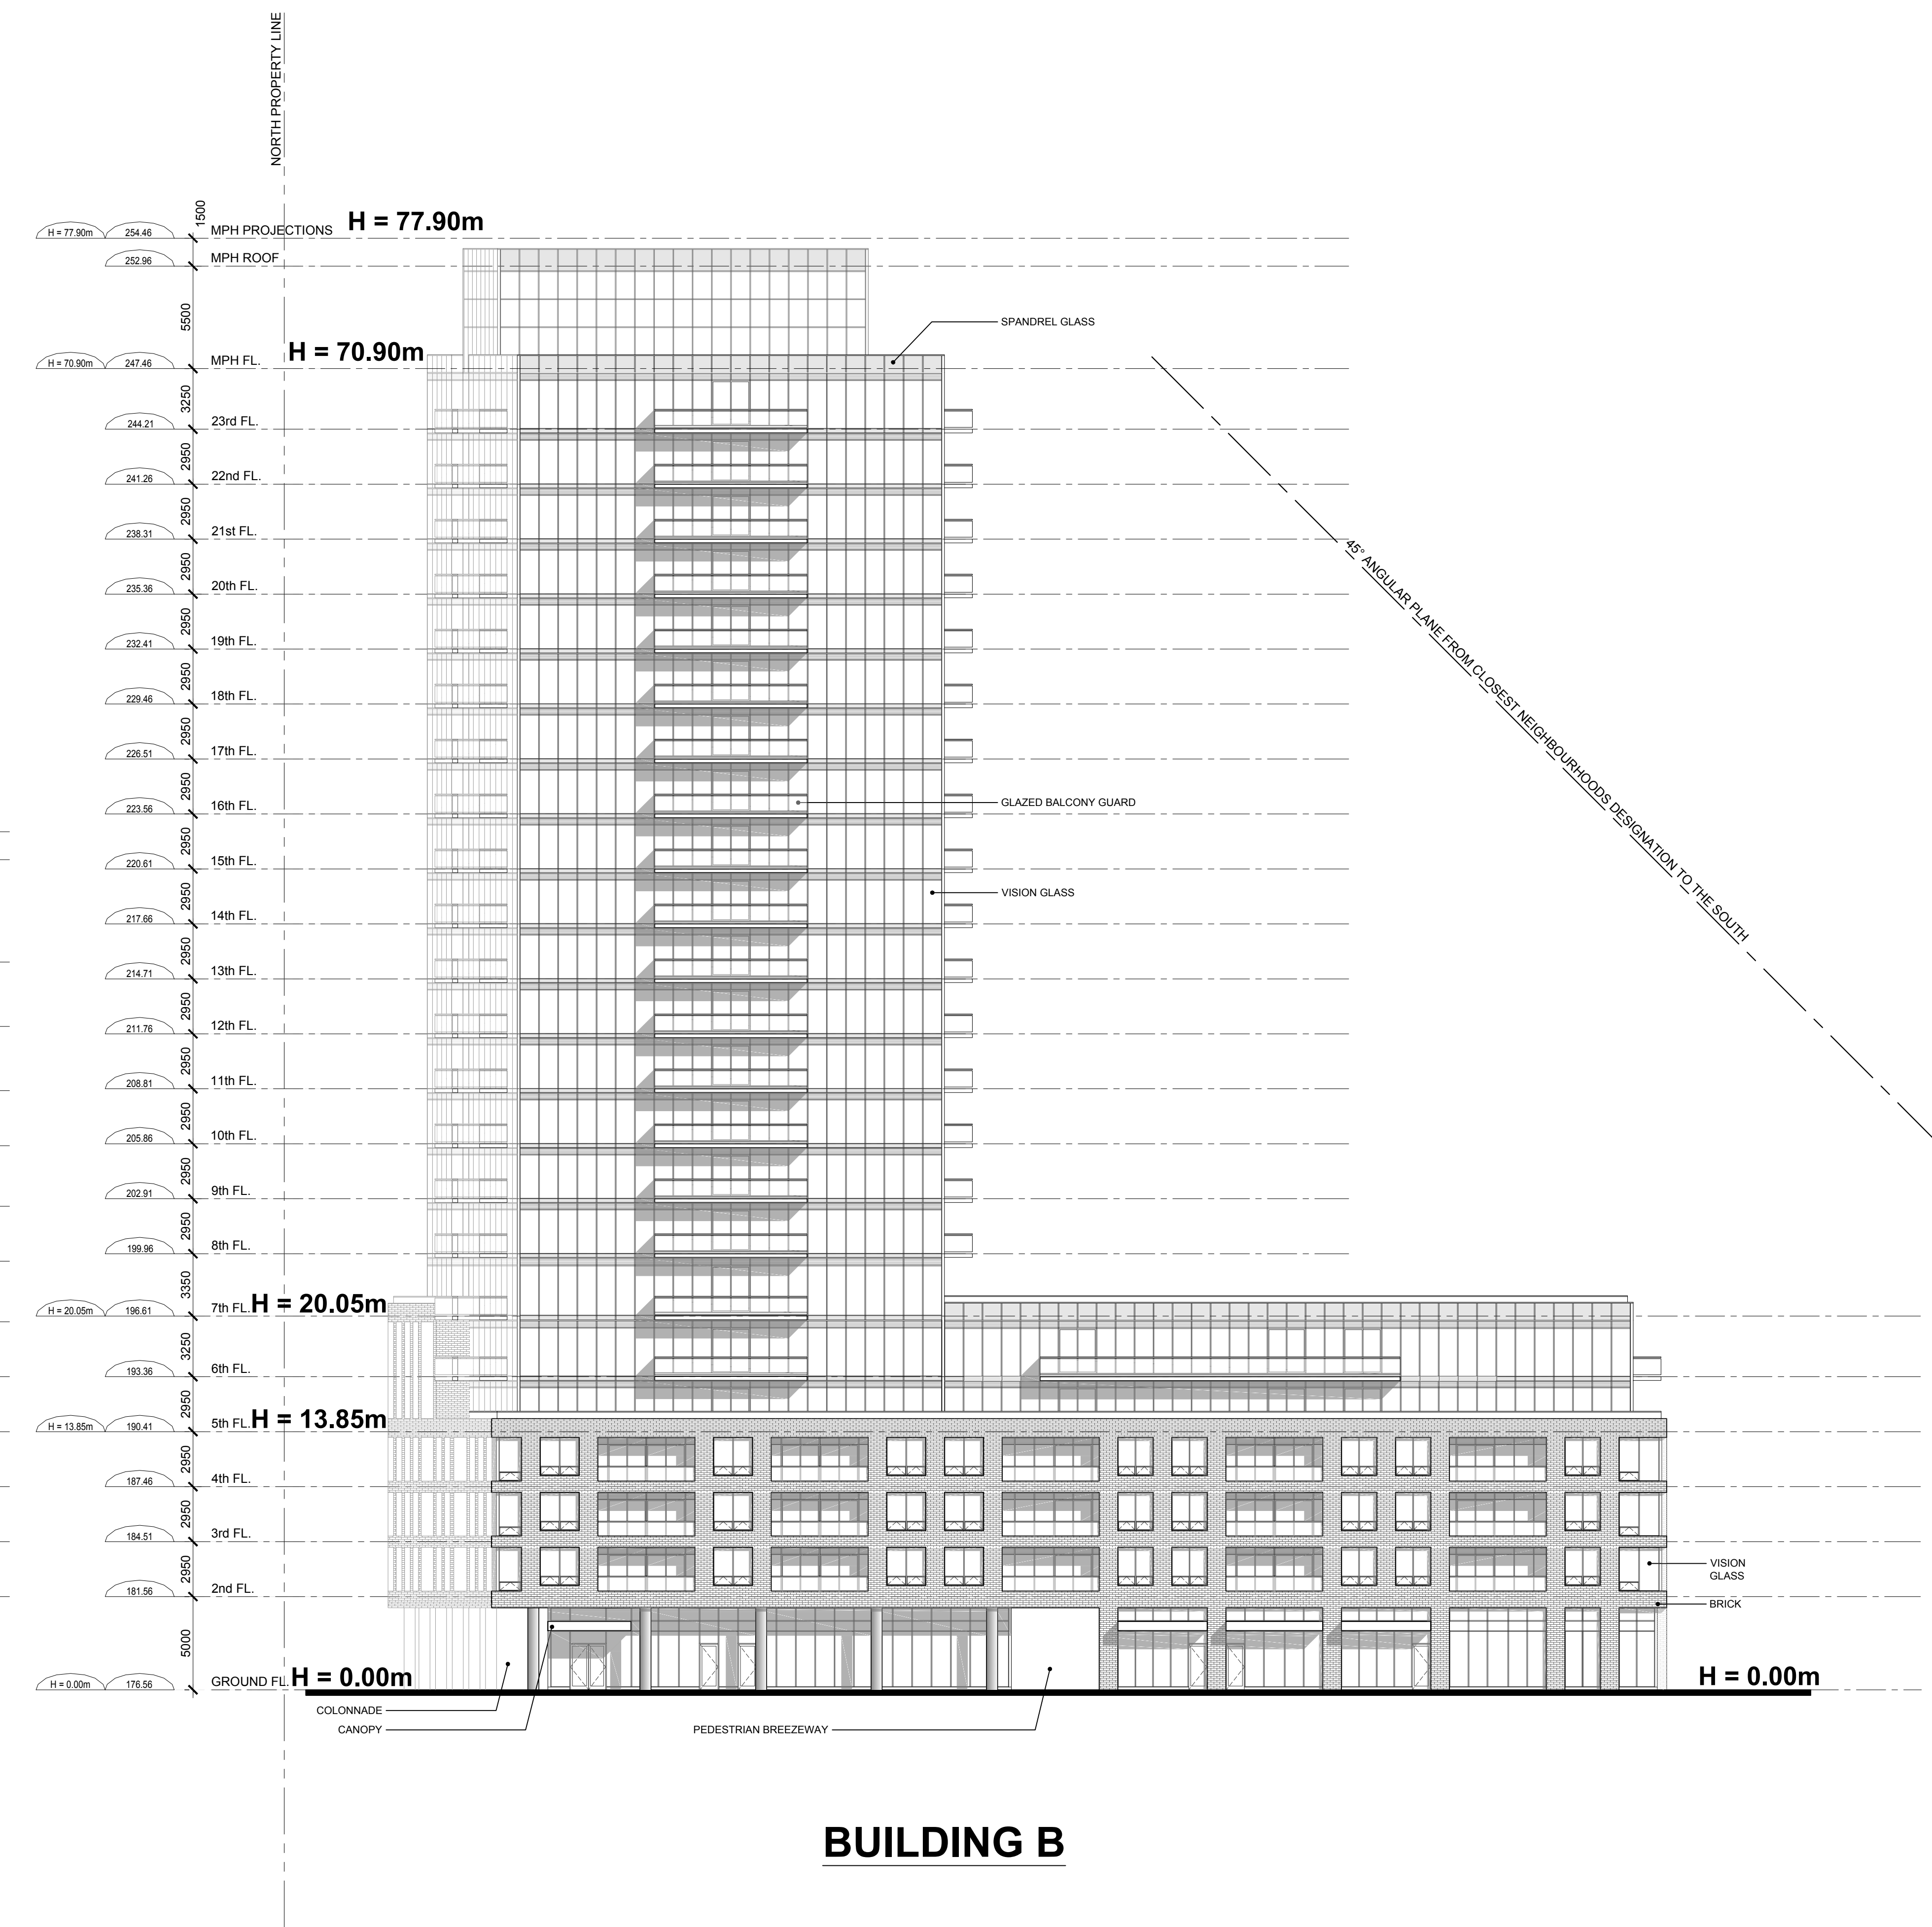 NORTH PROPERTY LINE
1500
H = 77.90m 254.46 MPH PROJECTIONS H = 77.90m
252.96 MPH ROOF
5500
SPANDREL GLASS
H = 70.90m 247.46 MPH FL. H = 70.90m
3250
244.21 23rd FL.
2950
241.26 22nd FL.
2950
238.31 21st FL.
2950
235.36 20th FL.
2950
232.41 19th FL.
2950
229.46 18th FL.
2950
226.51 17th FL.
2950
223.56 16th FL.
GLAZED BALCONY GUARD
2950
220.61 15th FL.
VISION GLASS
2950
217.66 14th FL.
2950
214.71 13th FL.
2950
211.76 12th FL.
2950
208.81 11th FL.
2950
205.86 10th FL.
2950
202.91 9th FL.
2950
199.96 8th FL.
3350
H = 20.05m 196.61 7th FL. H = 20.05m
3250
193.36 6th FL.
2950
H = 13.85m 190.41 5th FL. H = 13.85m
2950
187.46 4th FL.
2950
184.51 3rd FL.
2950
181.56 2nd FL.
5000
H = 0.00m 176.56 GROUND FL. H = 0.00m
45° ANGULAR PLANE FROM CLOSEST NEIGHBOURHOODS DESIGNATION TO THE SOUTH
VISION
GLASS
BRICK
H = 0.00m
COLONNADE
CANOPY
PEDESTRIAN BREEZEWAY
BUILDING B